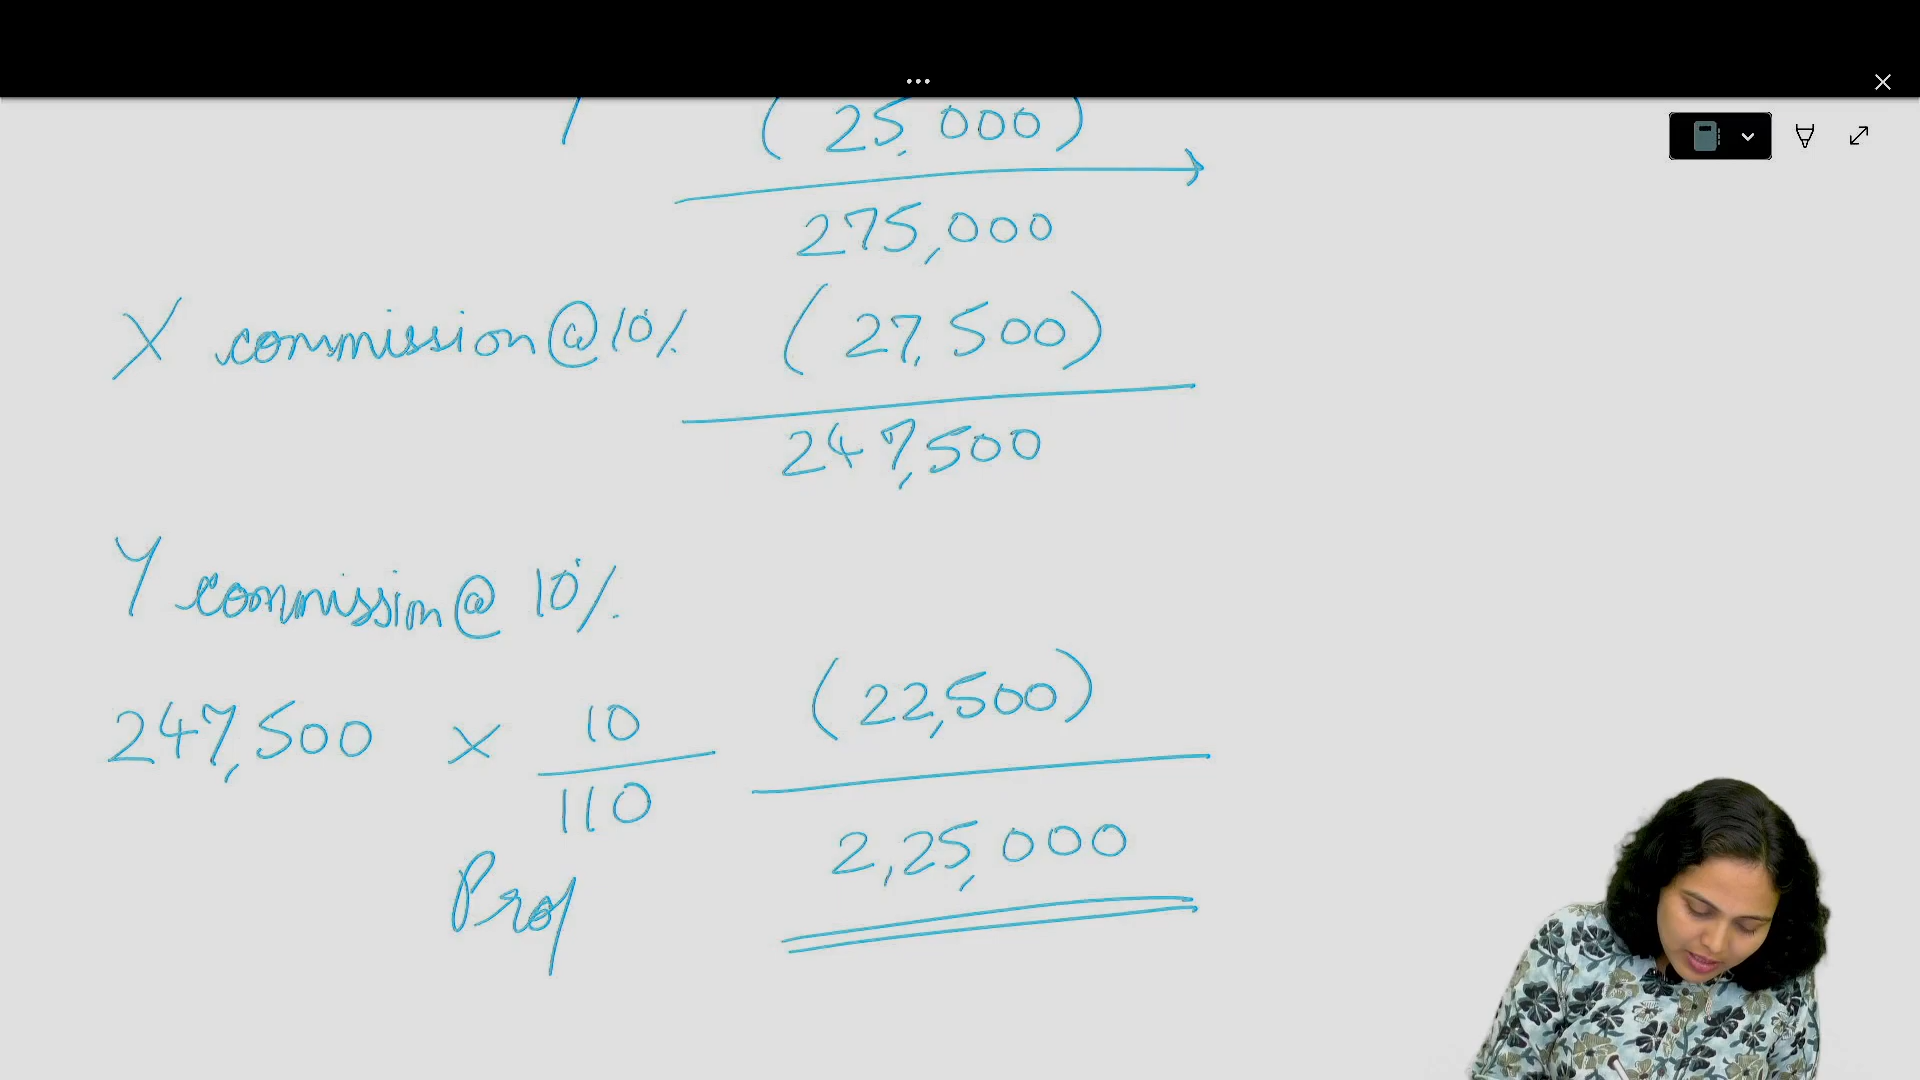 (25,000)
275,000
X commission @ 10% (27,500)
247,500
Y commission @ 10%
247,500 × 10/110 (22,500)
2,25,000
Prof